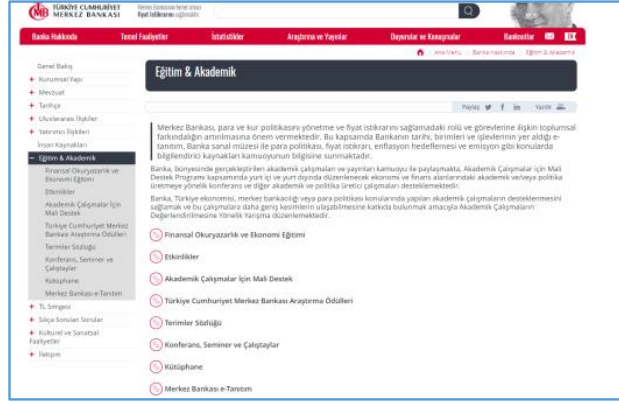 TÜRKİYE CUMHURİYET
MERKEZ BANKASI
Merkez Bankasının temel amacı
fiyat istikrarını sağlamaktır.
Banka Hakkında Temel Faaliyetler İstatistikler Araştırma ve Yayınlar Duyurular ve Konuşmalar Banknotlar EN
Ana Menu Banka Hakkında Eğitim & Akademik
Genel Bakış
+ Kurumsal Yapı
+ Mevzuat
+ Tarihçe
+ Uluslararası İlişkiler
+ Yatırımcı İlişkileri
İnsan Kaynakları
− Eğitim & Akademik
Finansal Okuryazarlık ve
Ekonomi Eğitimi
Etkinlikler
Akademik Çalışmalar İçin
Mali Destek
Türkiye Cumhuriyet Merkez
Bankası Araştırma Ödülleri
Terimler Sözlüğü
Konferans, Seminer ve
Çalıştaylar
Kütüphane
Merkez Bankası e-Tanıtım
+ TL Simgesi
+ Sıkça Sorulan Sorular
+ Kültürel ve Sanatsal
Faaliyetler
+ İletişim
Eğitim & Akademik
Paylaş f in Yazdır
Merkez Bankası, para ve kur politikasını yönetme ve fiyat istikrarını sağlamadaki rolü ve görevlerine ilişkin toplumsal
farkındalığın artırılmasına önem vermektedir. Bu kapsamda Bankanın tarihi, birimleri ve işlevlerinin yer aldığı e-
tanıtım, Banka sanal müzesi ile para politikası, fiyat istikrarı, enflasyon hedeflemesi ve emisyon gibi konularda
bilgilendirici kaynakları kamuoyunun bilgisine sunmaktadır.
Banka, bünyesinde gerçekleştirilen akademik çalışmaları ve yayınları kamuoyu ile paylaşmakta, Akademik Çalışmalar için Mali
Destek Programı kapsamında yurt içi ve yurt dışında düzenlenecek ekonomi ve finans alanlarındaki akademik ve/veya politika
üretmeye yönelik konferans ve diğer akademik ve politika üretici çalışmaları desteklemektedir.
Banka, Türkiye ekonomisi, merkez bankacılığı veya para politikası konularında yapılan akademik çalışmaların desteklenmesini
sağlamak ve bu çalışmalara daha geniş kesimlerin ulaşabilmesine katkıda bulunmak amacıyla Akademik Çalışmaların
Değerlendirilmesine Yönelik Yarışma düzenlemektedir.
Finansal Okuryazarlık ve Ekonomi Eğitimi
Etkinlikler
Akademik Çalışmalar İçin Mali Destek
Türkiye Cumhuriyet Merkez Bankası Araştırma Ödülleri
Terimler Sözlüğü
Konferans, Seminer ve Çalıştaylar
Kütüphane
Merkez Bankası e-Tanıtım